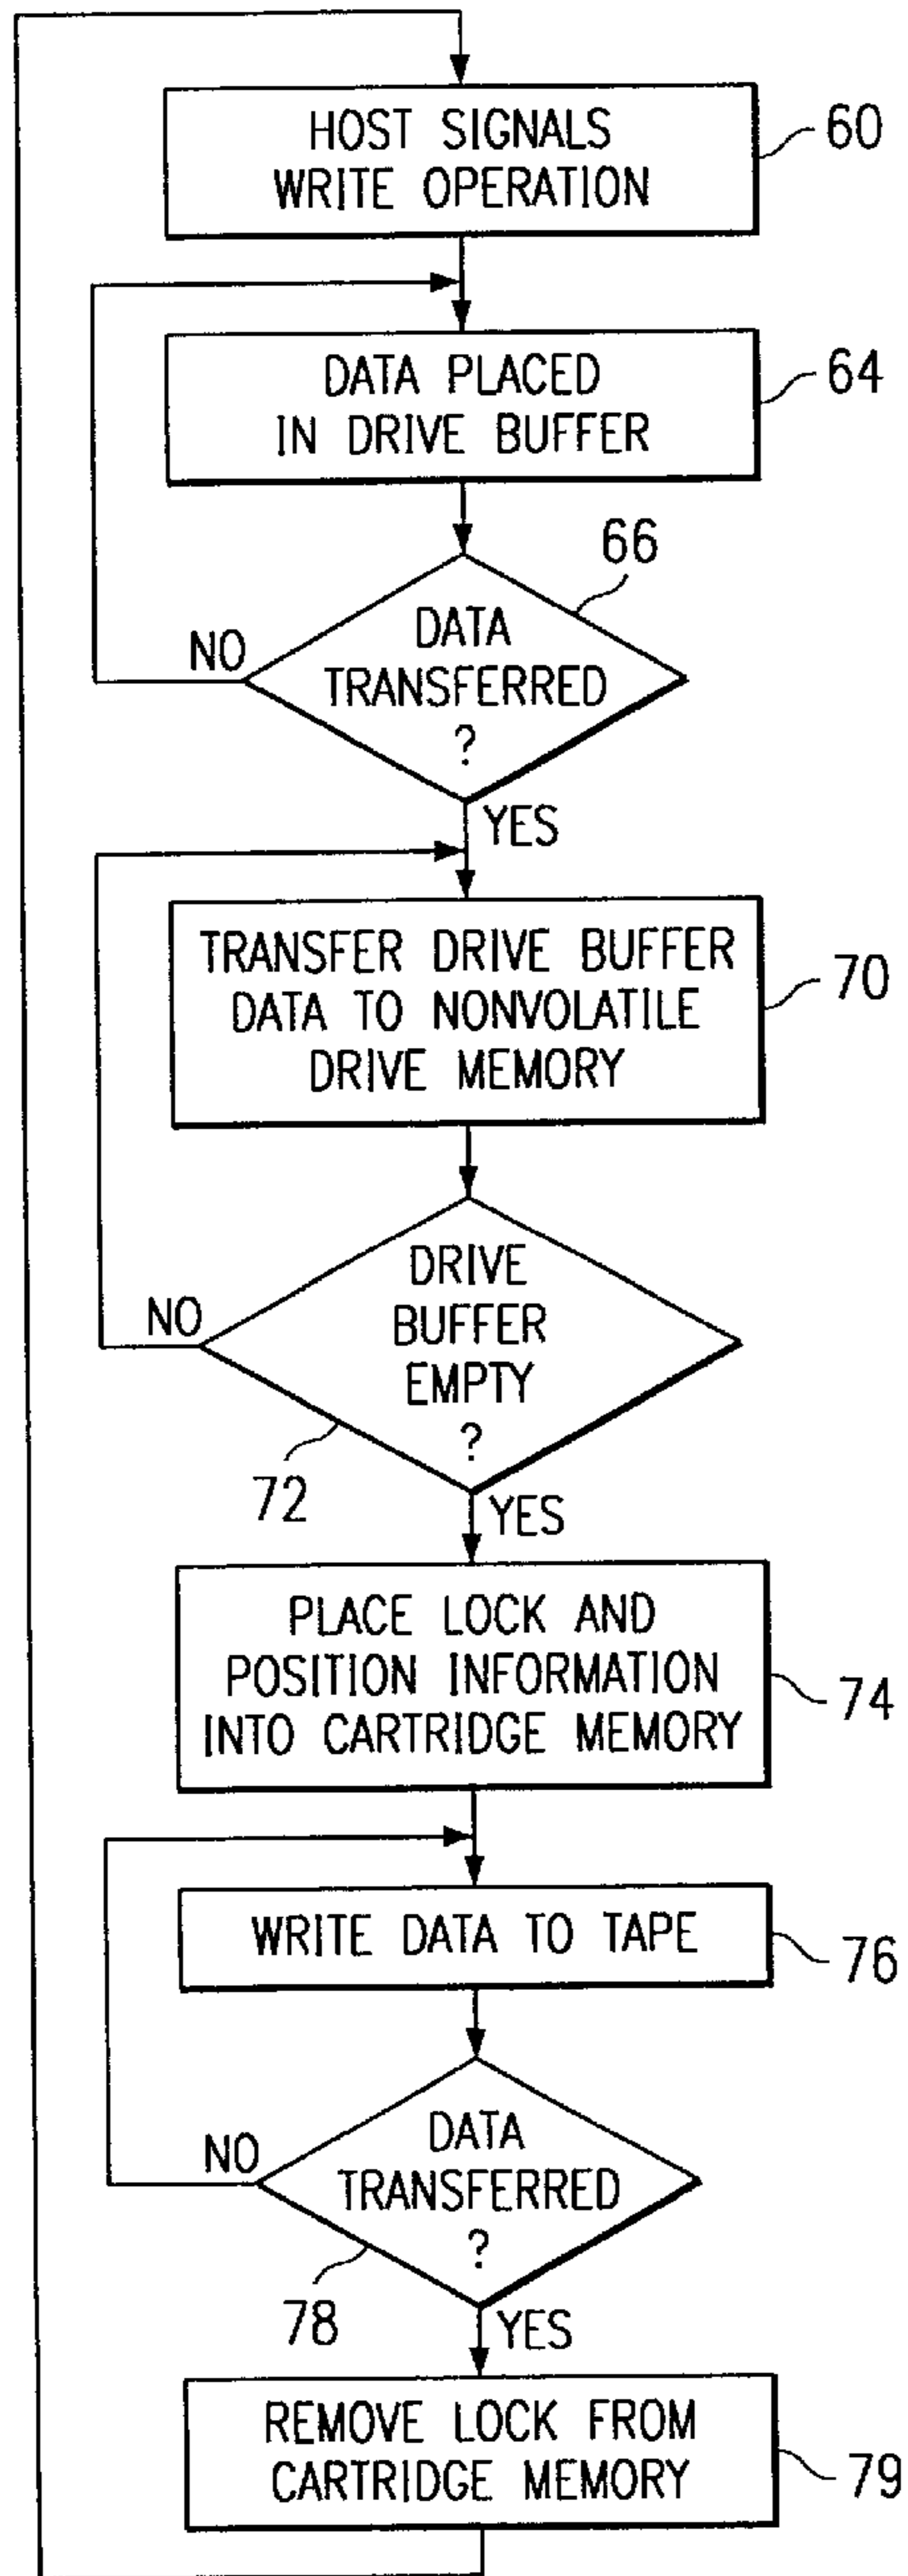 HOST SIGNALS
WRITE OPERATION
60
DATA PLACED
IN DRIVE BUFFER
64
66
DATA
TRANSFERRED
?
NO
YES
TRANSFER DRIVE BUFFER
DATA TO NONVOLATILE
DRIVE MEMORY
70
DRIVE
BUFFER
EMPTY
?
NO
72
YES
PLACE LOCK AND
POSITION INFORMATION
INTO CARTRIDGE MEMORY
74
WRITE DATA TO TAPE
76
DATA
TRANSFERRED
?
NO
78
YES
REMOVE LOCK FROM
CARTRIDGE MEMORY
79